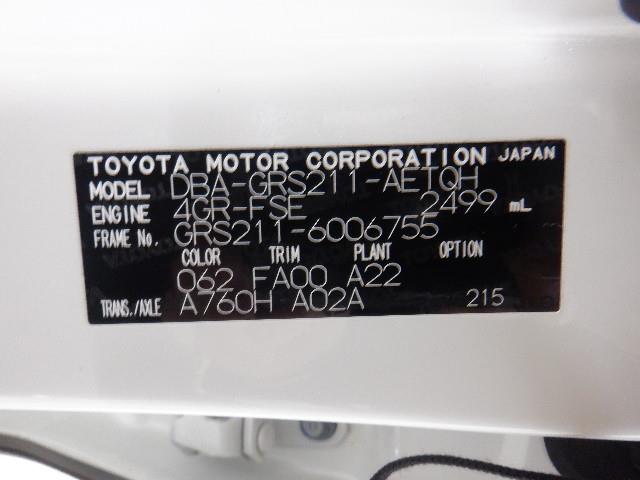 TOYOTA MOTOR CORPORATION JAPAN
MODEL DBA-GRS211-AETQH
ENGINE 4GR-FSE 2499 mL
FRAME No. GRS211-6006755
COLOR TRIM PLANT OPTION
062 FA00 A22
TRANS./AXLE A760H A02A 215